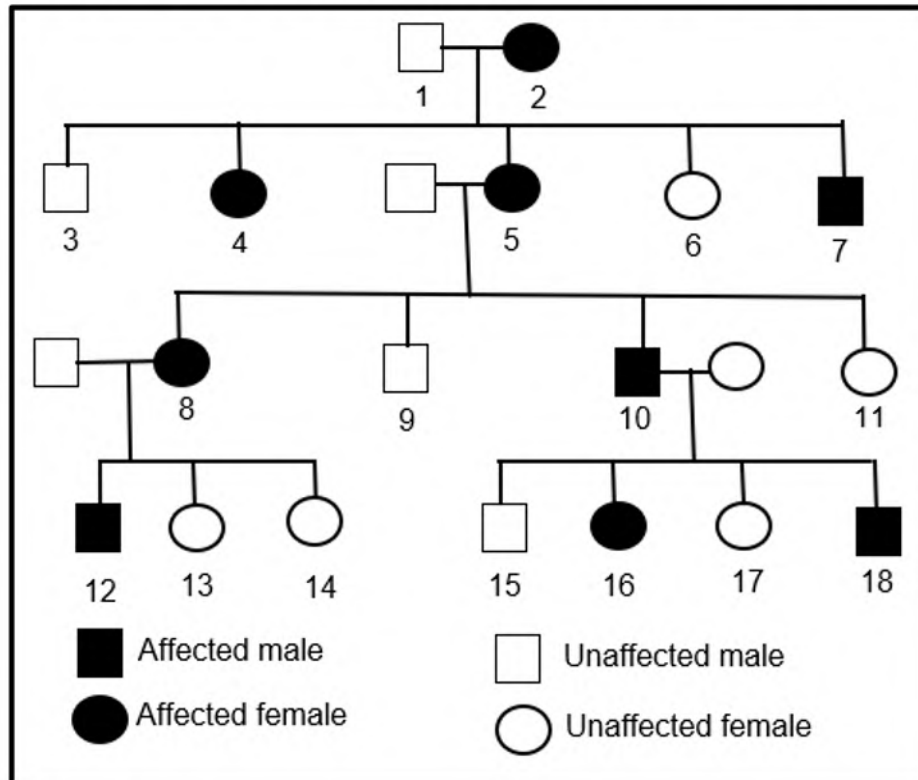 1 2
3 4 5 6 7
8 9 10 11
12 13 14 15 16 17 18
Affected male Unaffected male
Affected female Unaffected female